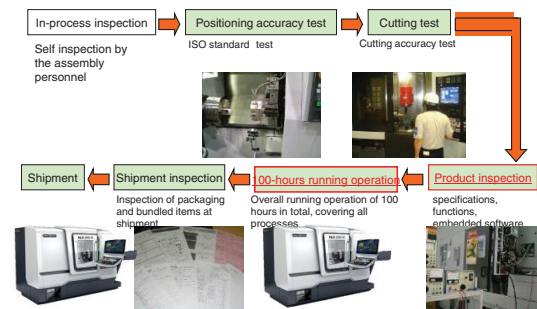 In-process inspection
Positioning accuracy test
Cutting test
Self inspection by
the assembly
personnel
ISO standard test
Cutting accuracy test
Shipment
Shipment inspection
100-hours running operation
Product inspection
Inspection of packaging
and bundled items at
shipment
Overall running operation of 100
hours in total, covering all
processes
specifications,
functions,
embedded software